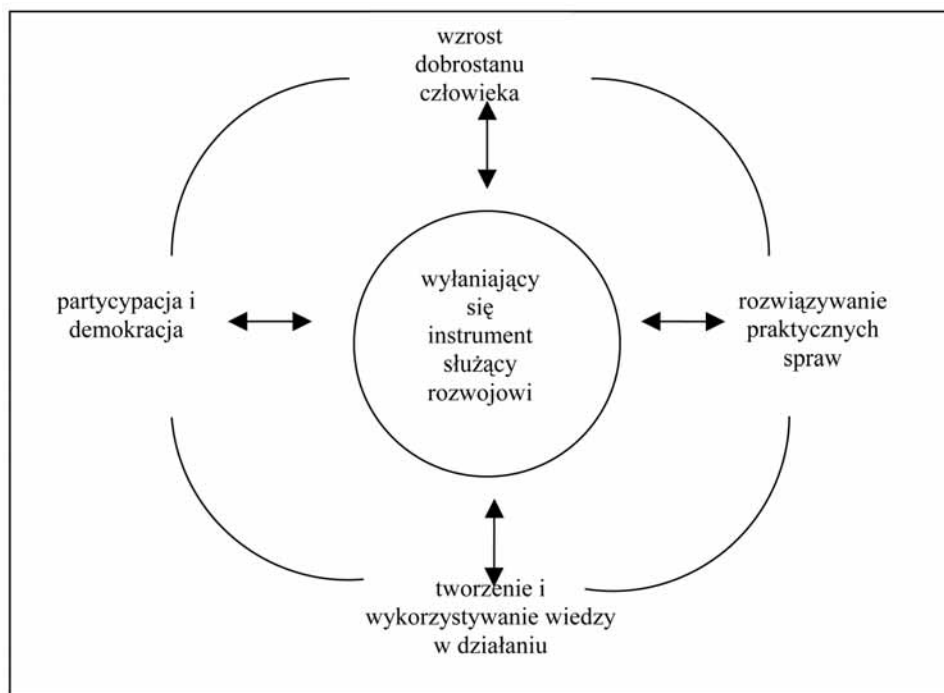 wzrost
dobrostanu
człowieka
partycypacja i
demokracja
wyłaniający
się
instrument
służący
rozwojowi
rozwiązywanie
praktycznych
spraw
tworzenie i
wykorzystywanie wiedzy
w działaniu